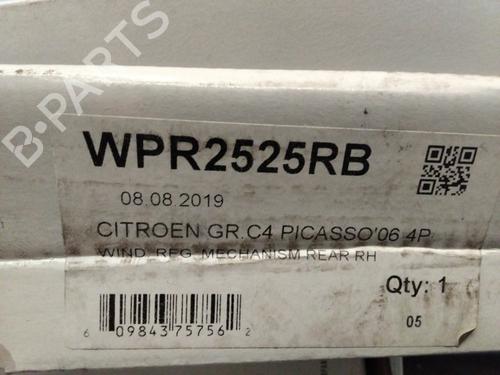 B-PARTS
WPR2525RB
08.08.2019
CITROEN GR.C4 PICASSO'06 4P
WIND. REG. MECHANISM REAR RH
Qty: 1
05
6 09843 75756 2